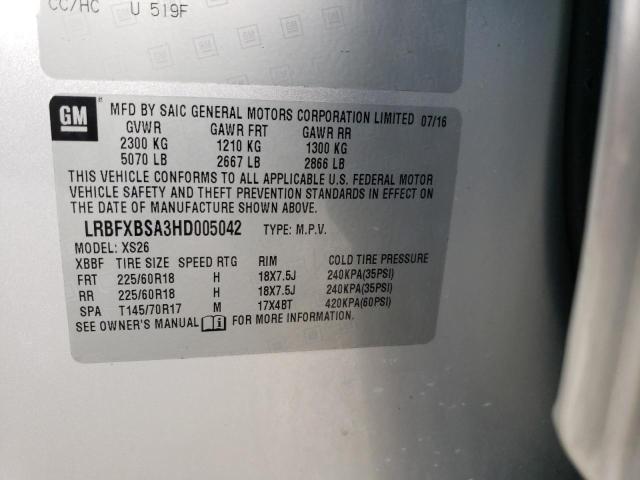 CC/HC U 519F
GM
MFD BY SAIC GENERAL MOTORS CORPORATION LIMITED 07/16
GVWR GAWR FRT GAWR RR
2300 KG 1210 KG 1300 KG
5070 LB 2667 LB 2866 LB
THIS VEHICLE CONFORMS TO ALL APPLICABLE U.S. FEDERAL MOTOR
VEHICLE SAFETY AND THEFT PREVENTION STANDARDS IN EFFECT ON
THE DATE OF MANUFACTURE SHOWN ABOVE.
LRBFXBSA3HD005042 TYPE: M.P.V.
MODEL: XS26
XBBF TIRE SIZE SPEED RTG RIM COLD TIRE PRESSURE
FRT 225/60R18 H 18X7.5J 240KPA(35PSI)
RR 225/60R18 H 18X7.5J 240KPA(35PSI)
SPA T145/70R17 M 17X4BT 420KPA(60PSI)
SEE OWNER'S MANUAL FOR MORE INFORMATION.